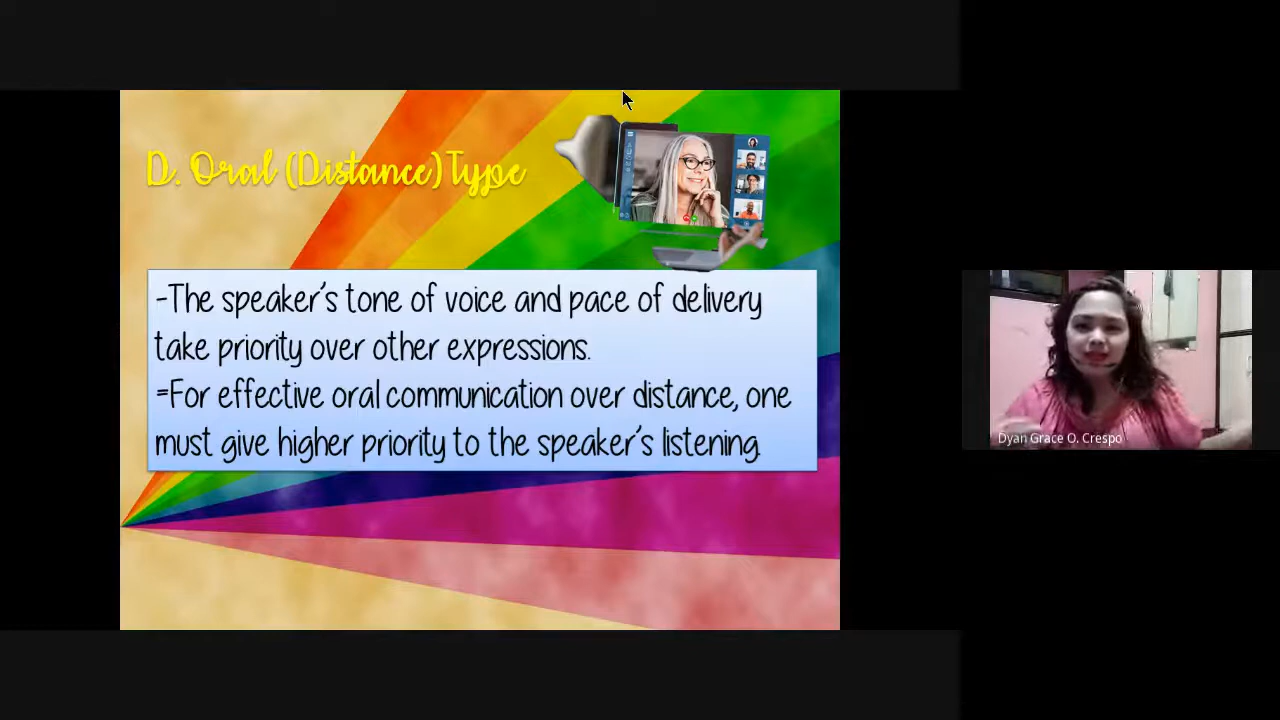 D. Oral (Distance) Type
-The speaker's tone of voice and pace of delivery
take priority over other expressions.
=For effective oral communication over distance, one
must give higher priority to the speaker's listening.
Dyan Grace O. Crespo